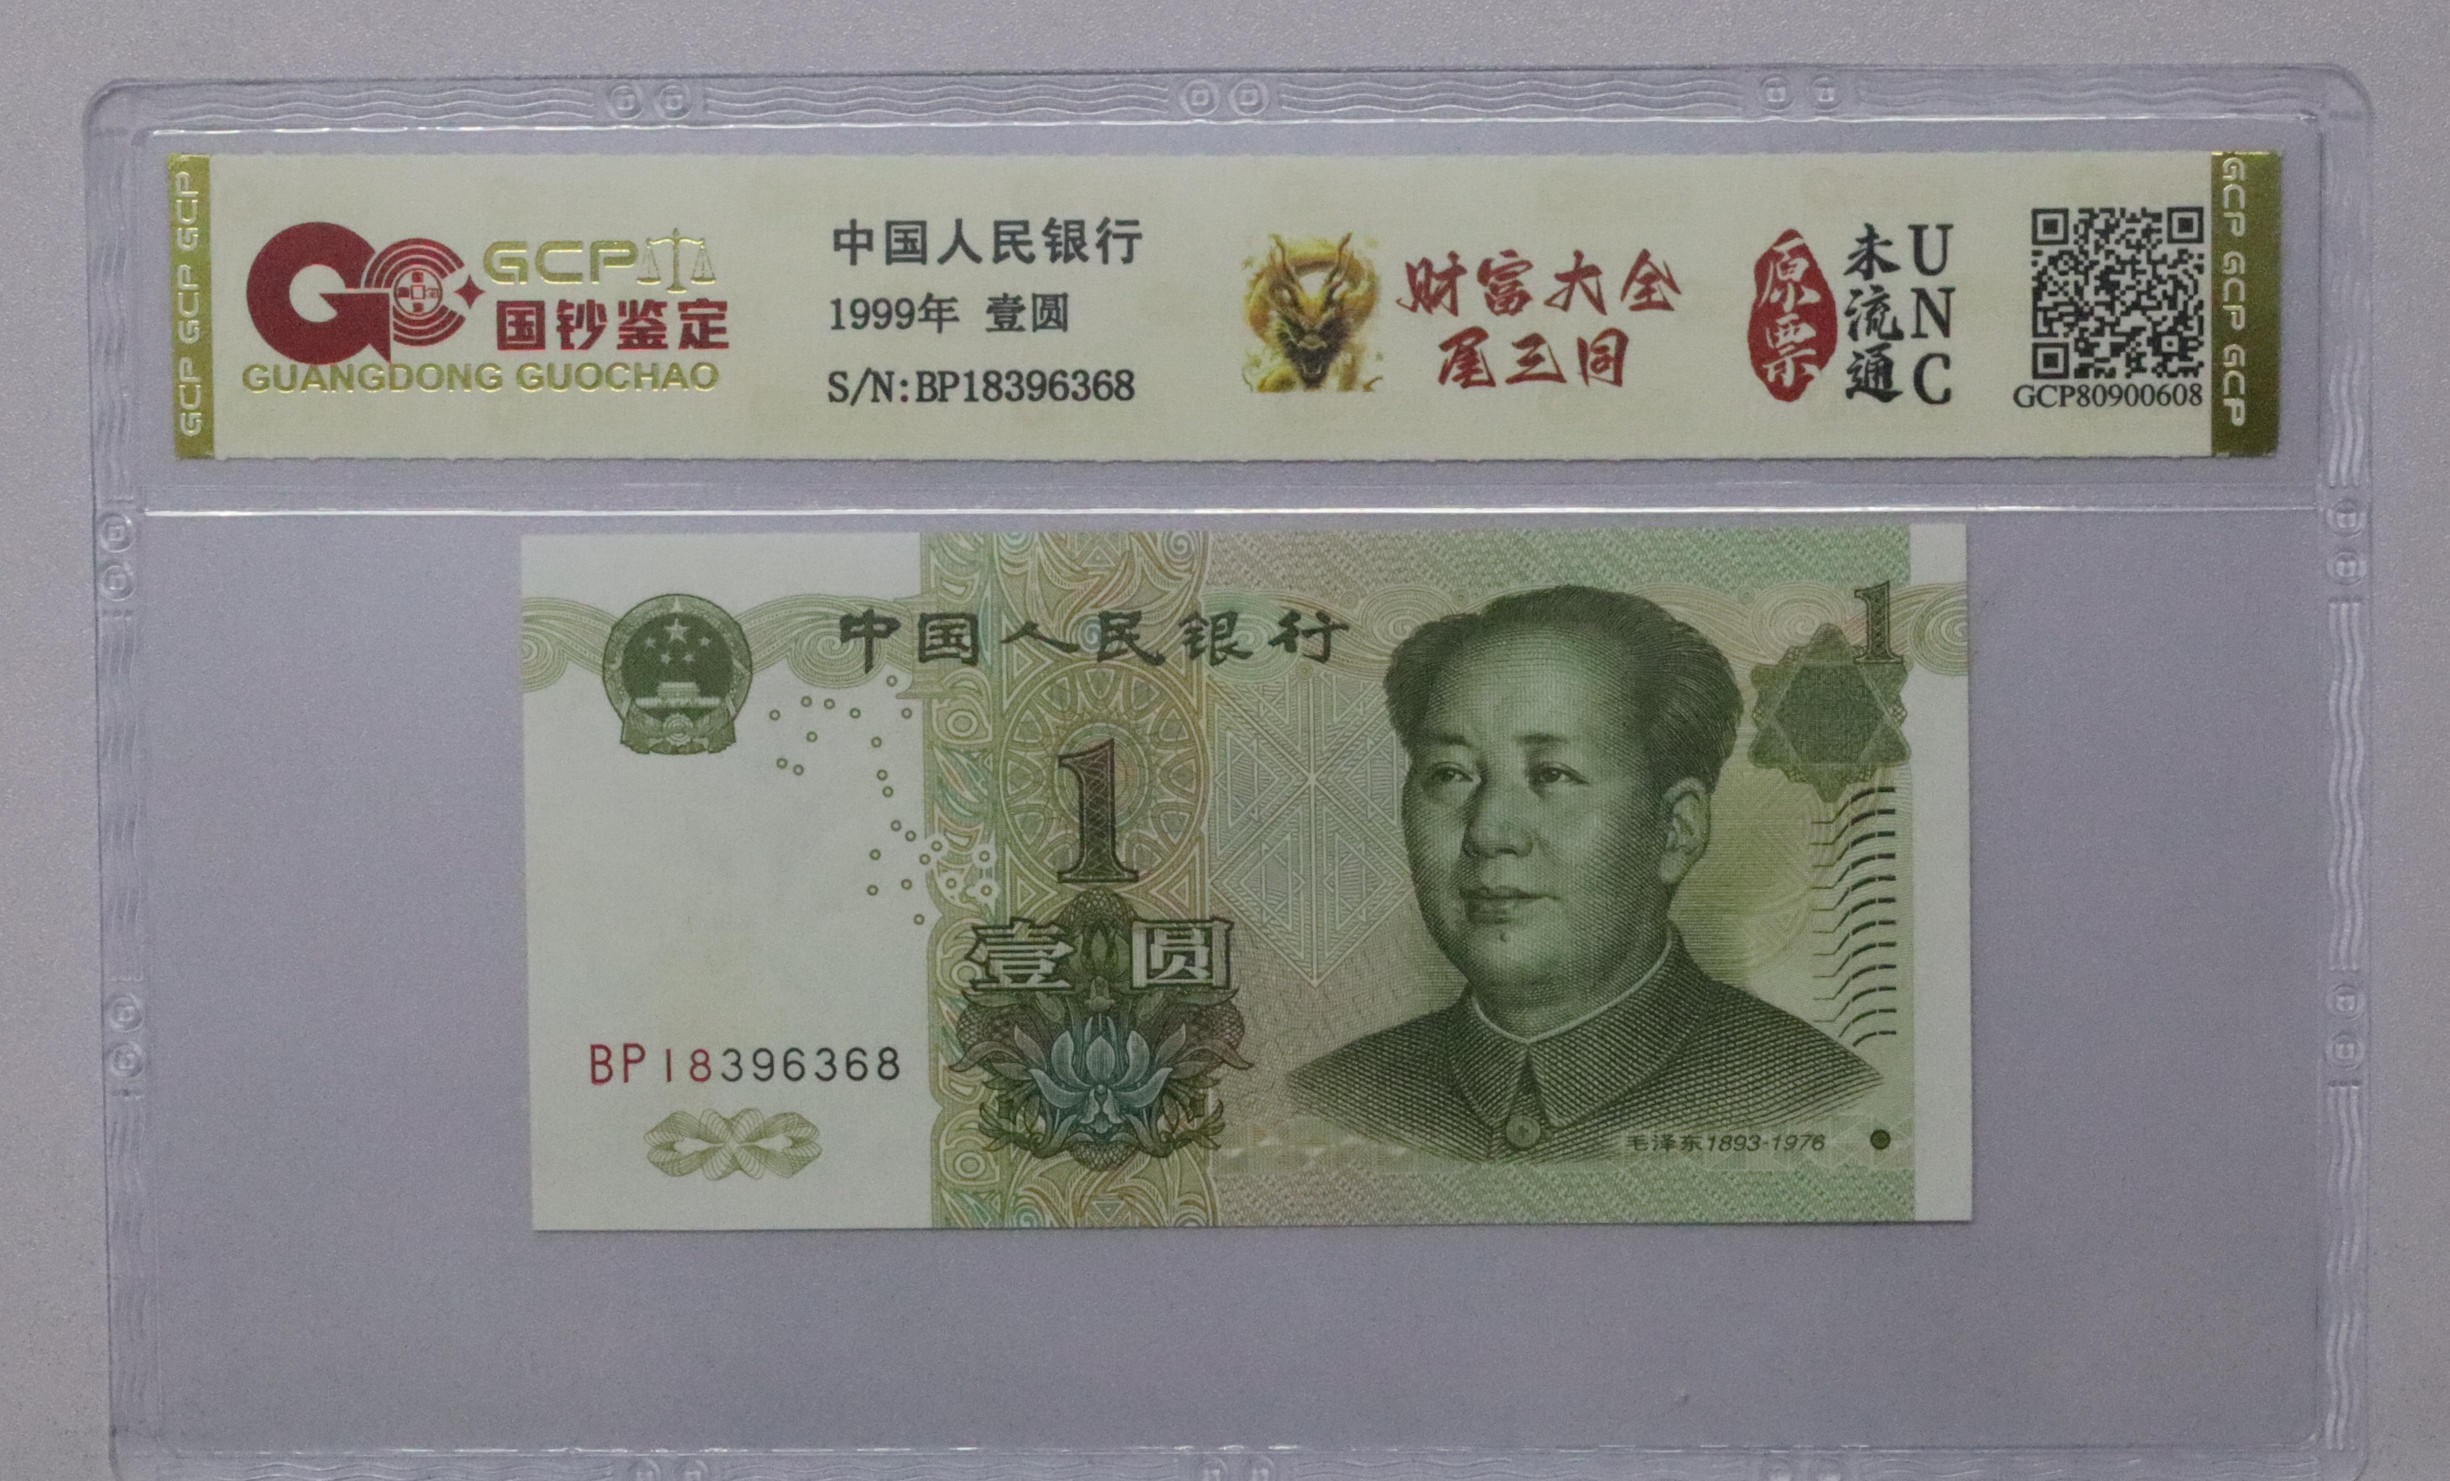 GCP GCP GCP
GCP
国钞鉴定
GUANGDONG GUOCHAO
中国人民银行
1999年 壹圆
S/N:BP18396368
财富大全
尾三同
原票
未流通
UNC
GCP80900608
GCP GCP GCP
中国人民银行
1
1
壹圆
BP18396368
毛泽东1893-1976